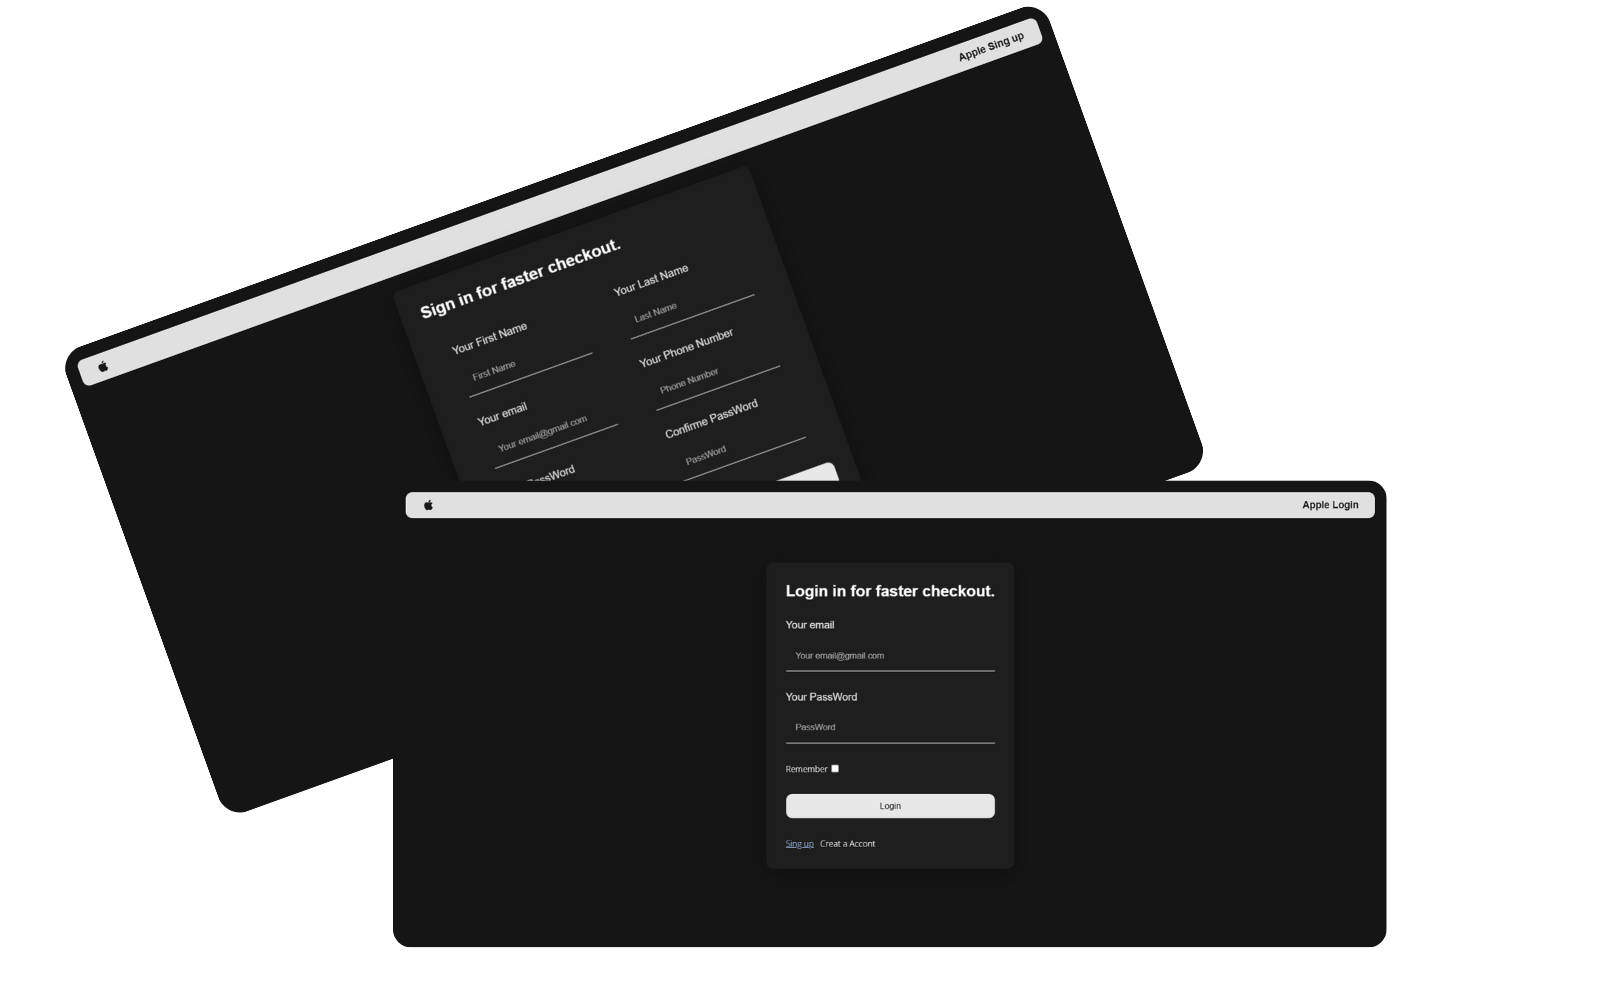 Apple Sing up
Sign in for faster checkout.
Your First Name
First Name
Your Last Name
Last Name
Your email
Your email@gmail.com
Your Phone Number
Phone Number
Confirme PassWord
PassWord
Apple Login
Login in for faster checkout.
Your email
Your email@gmail.com
Your PassWord
PassWord
Remember
Login
Sing up Creat a Accont